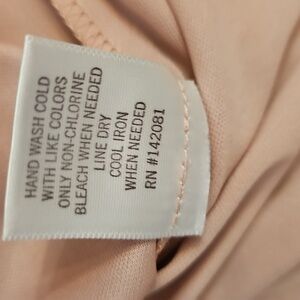 HAND WASH COLD
WITH LIKE COLORS
ONLY NON-CHLORINE
BLEACH WHEN NEEDED
LINE DRY
COOL IRON
WHEN NEEDED
RN #142081